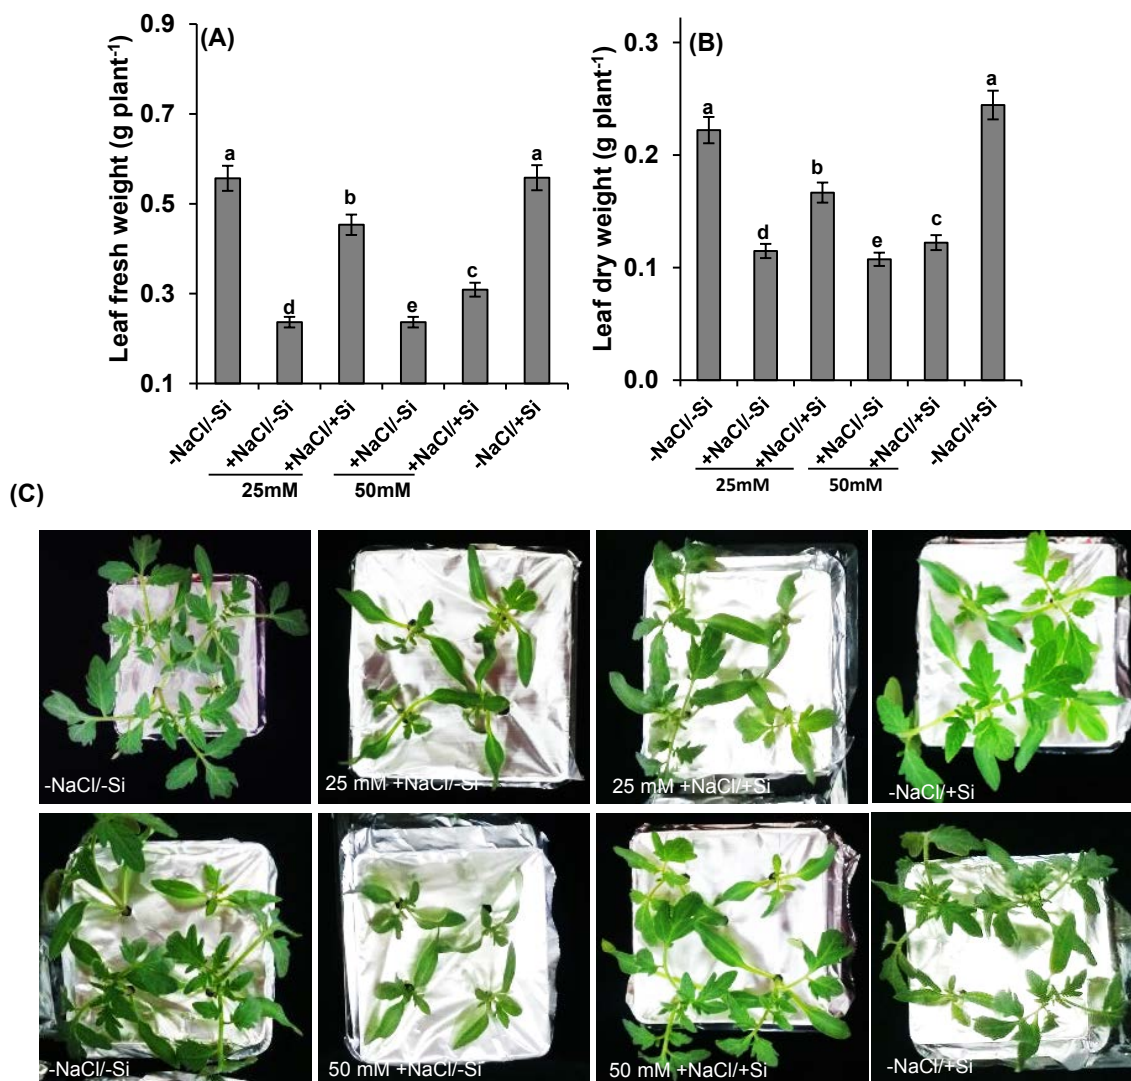 (A)
Leaf fresh weight (g plant⁻¹)
0.9
0.7
0.5
0.3
0.1
a
d
b
e
c
a
-NaCl/-Si
+NaCl/-Si
+NaCl/+Si
+NaCl/-Si
+NaCl/+Si
-NaCl/+Si
25mM
50mM
(B)
Leaf dry weight (g plant⁻¹)
0.3
0.2
0.1
0.0
a
d
b
e
c
a
-NaCl/-Si
+NaCl/-Si
+NaCl/+Si
+NaCl/-Si
+NaCl/+Si
-NaCl/+Si
25mM
50mM
(C)
-NaCl/-Si
25 mM +NaCl/-Si
25 mM +NaCl/+Si
-NaCl/+Si
-NaCl/-Si
50 mM +NaCl/-Si
50 mM +NaCl/+Si
-NaCl/+Si